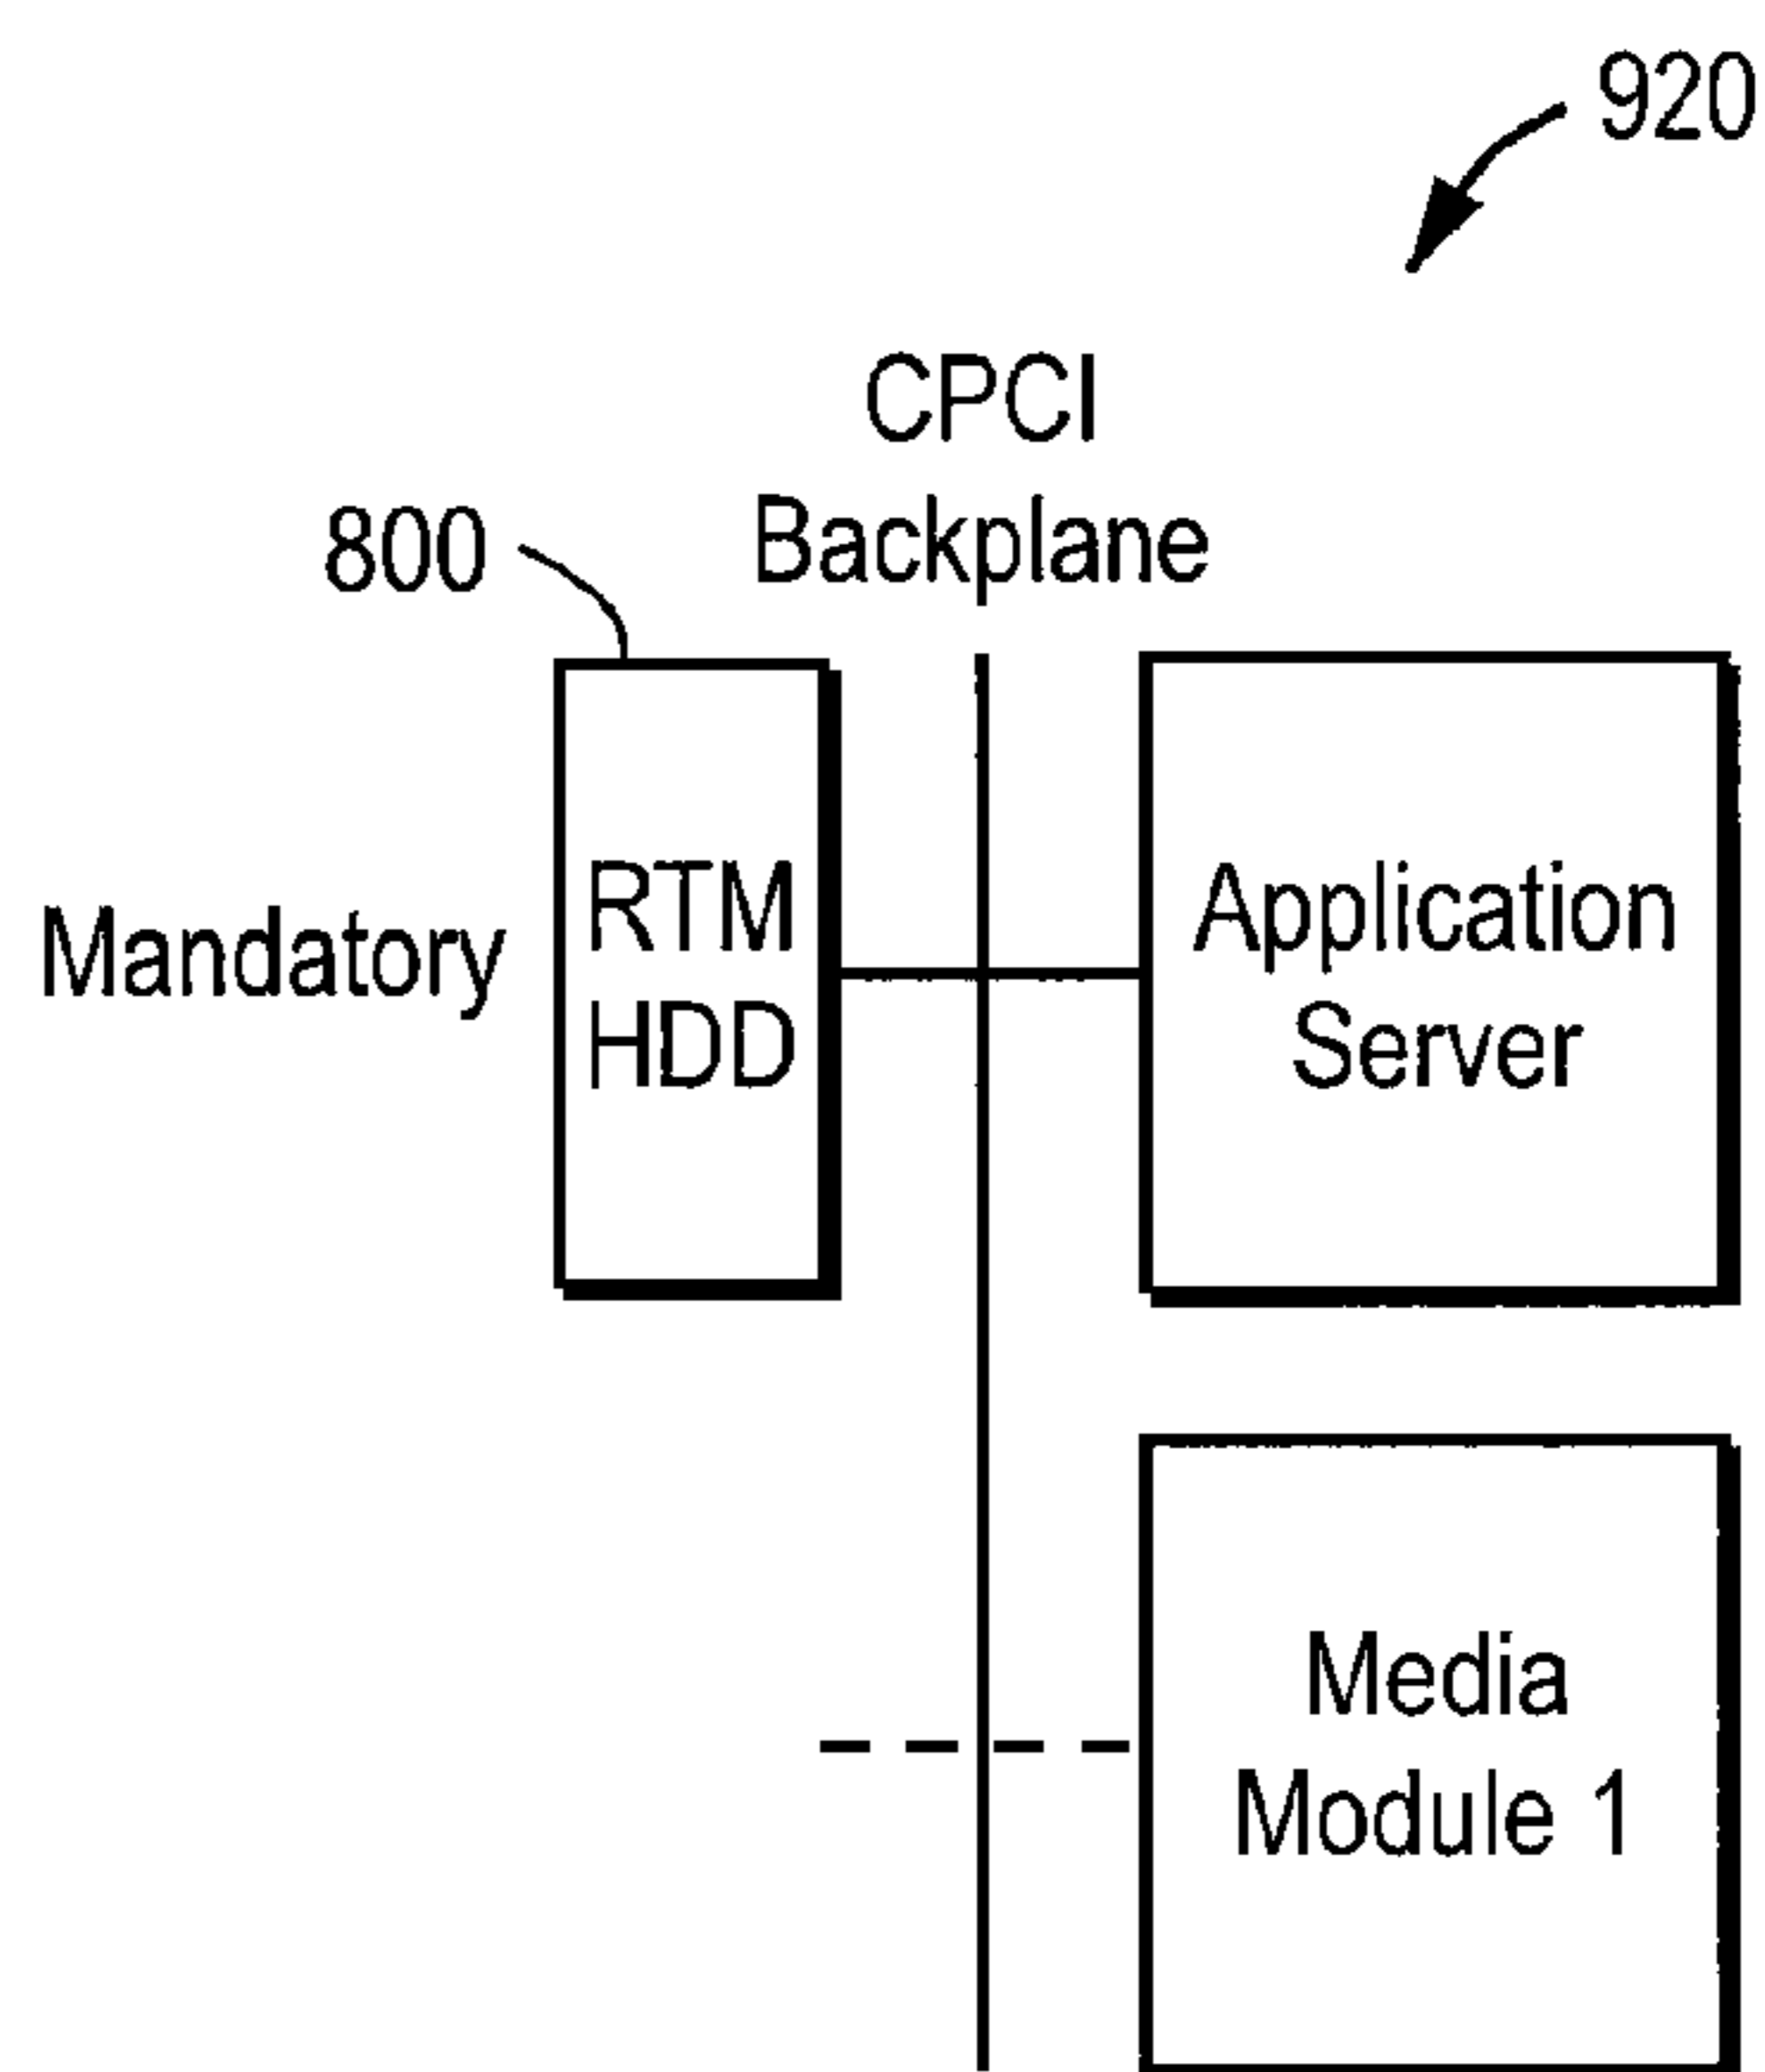 920
CPCI
Backplane
800
Mandatory
RTM
HDD
Application
Server
Media
Module 1